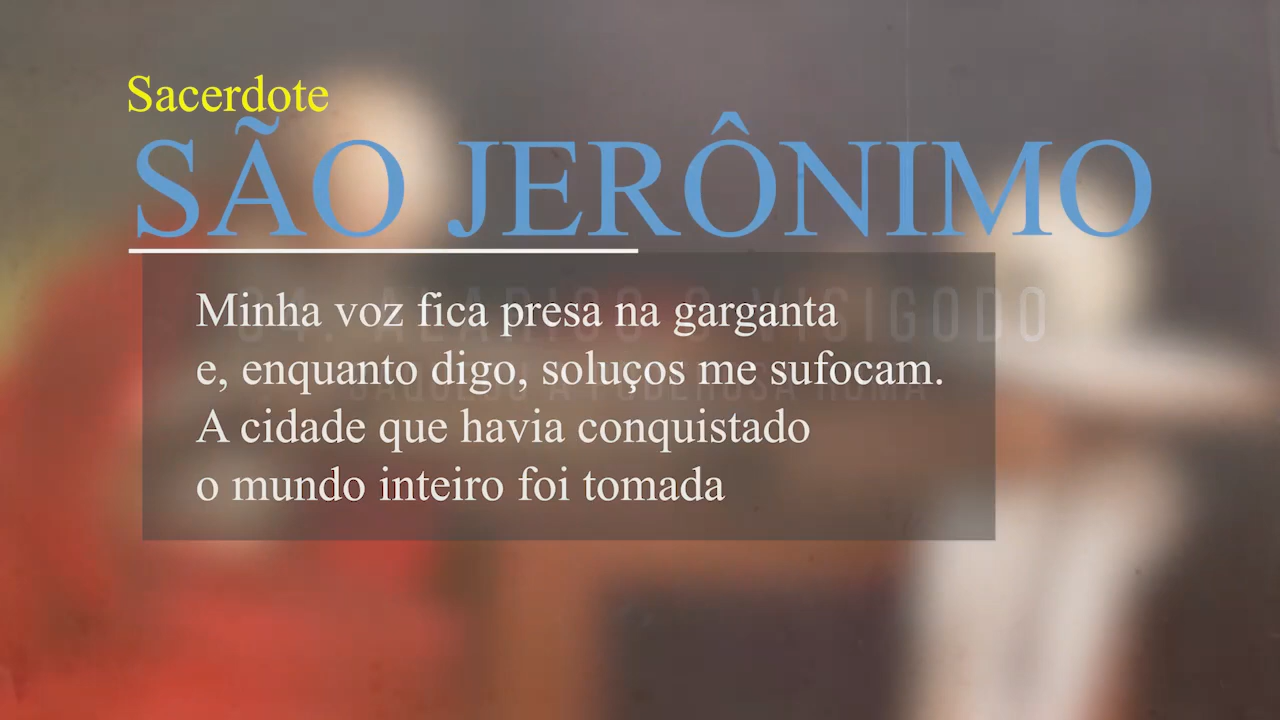 Sacerdote
SÃO JERÔNIMO
Minha voz fica presa na garganta
e, enquanto digo, soluços me sufocam.
A cidade que havia conquistado
o mundo inteiro foi tomada
VISIGODO